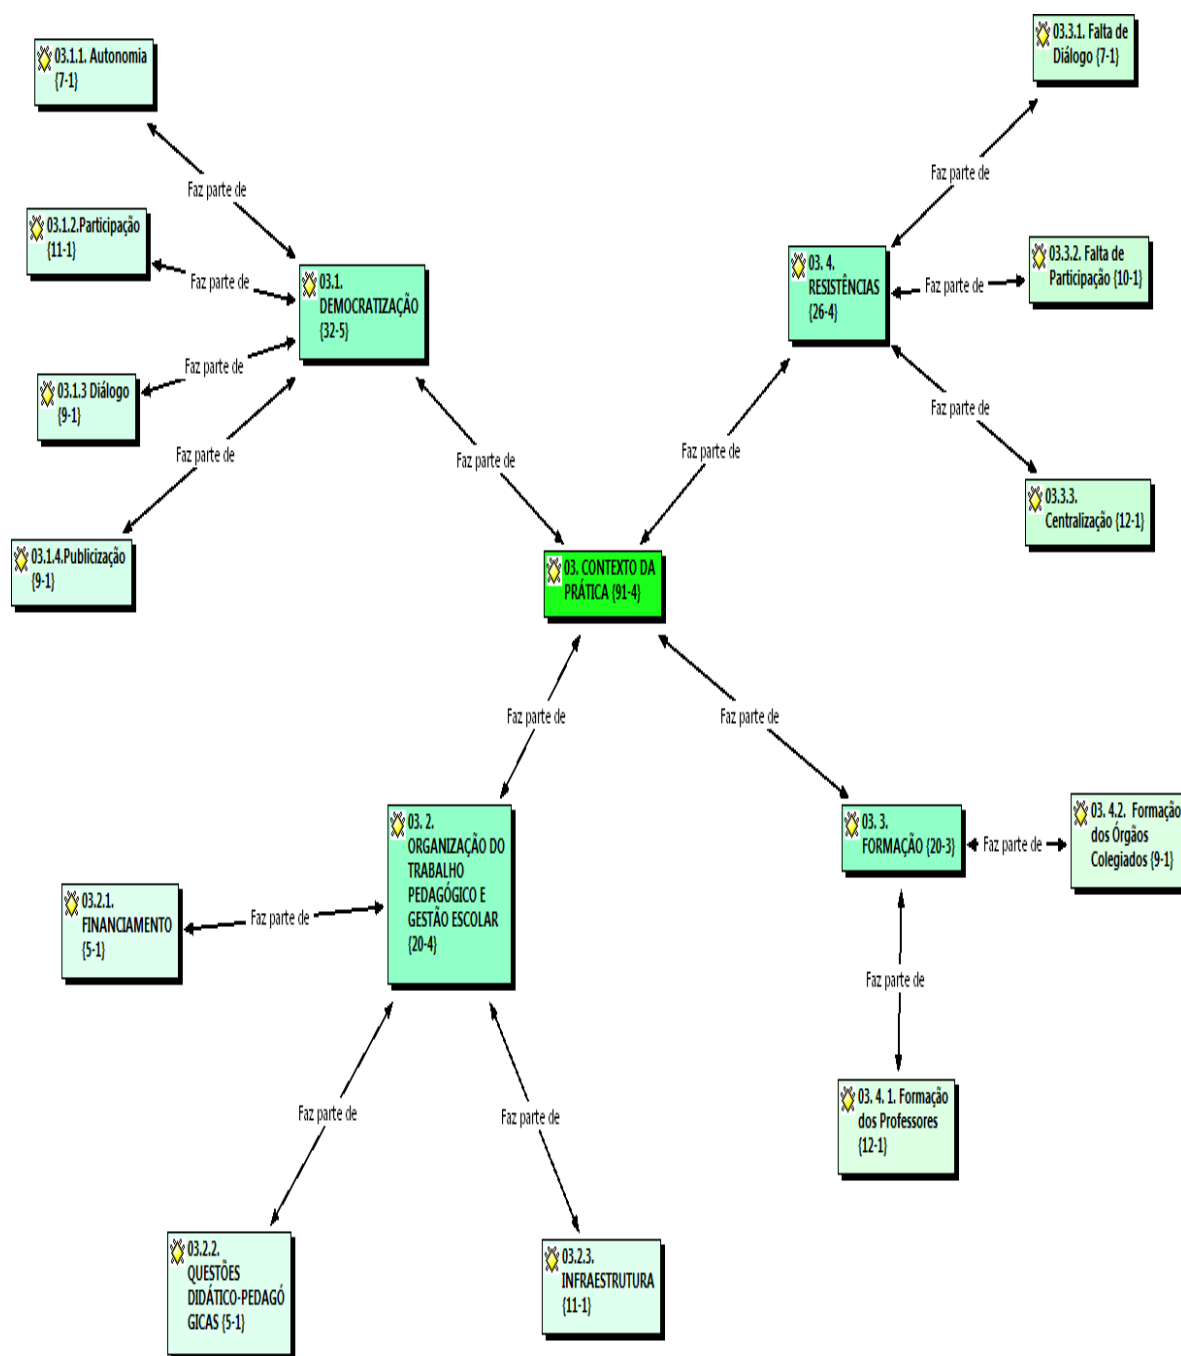 03.1.1. Autonomia
{7-1}
Faz parte de
03.1.2.Participação
{11-1}
Faz parte de
03.1.
DEMOCRATIZAÇÃO
{32-5}
Faz parte de
03.1.3 Diálogo
{9-1}
Faz parte de
03.1.4.Publicização
{9-1}
Faz parte de
03.3.1. Falta de
Diálogo {7-1}
Faz parte de
03. 4.
RESISTÊNCIAS
{26-4}
Faz parte de
03.3.2. Falta de
Participação {10-1}
Faz parte de
03.3.3.
Centralização {12-1}
Faz parte de
03. CONTEXTO DA
PRÁTICA {91-4}
Faz parte de
Faz parte de
03. 2.
ORGANIZAÇÃO DO
TRABALHO
PEDAGÓGICO E
GESTÃO ESCOLAR
{20-4}
Faz parte de
03.2.1.
FINANCIAMENTO
{5-1}
Faz parte de
Faz parte de
03.2.2.
QUESTÕES
DIDÁTICO-PEDAGÓ
GICAS {5-1}
03.2.3.
INFRAESTRUTURA
{11-1}
03. 3.
FORMAÇÃO {20-3}
Faz parte de
03. 4.2. Formação
dos Órgãos
Colegiados {9-1}
Faz parte de
03. 4. 1. Formação
dos Professores
{12-1}